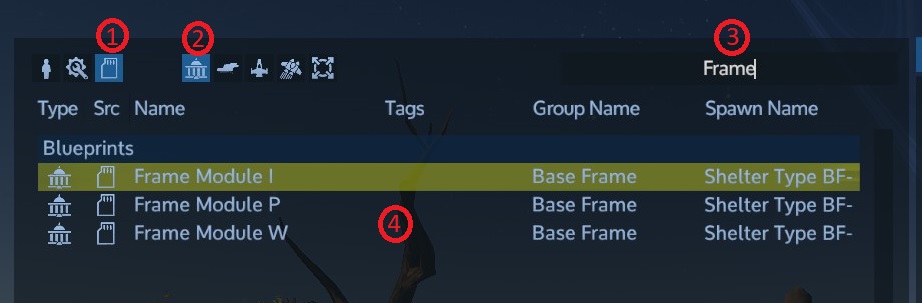 1 2 3
Frame
Type Src Name Tags Group Name Spawn Name
Blueprints
Frame Module I Base Frame Shelter Type BF-
Frame Module P Base Frame Shelter Type BF-
4
Frame Module W Base Frame Shelter Type BF-